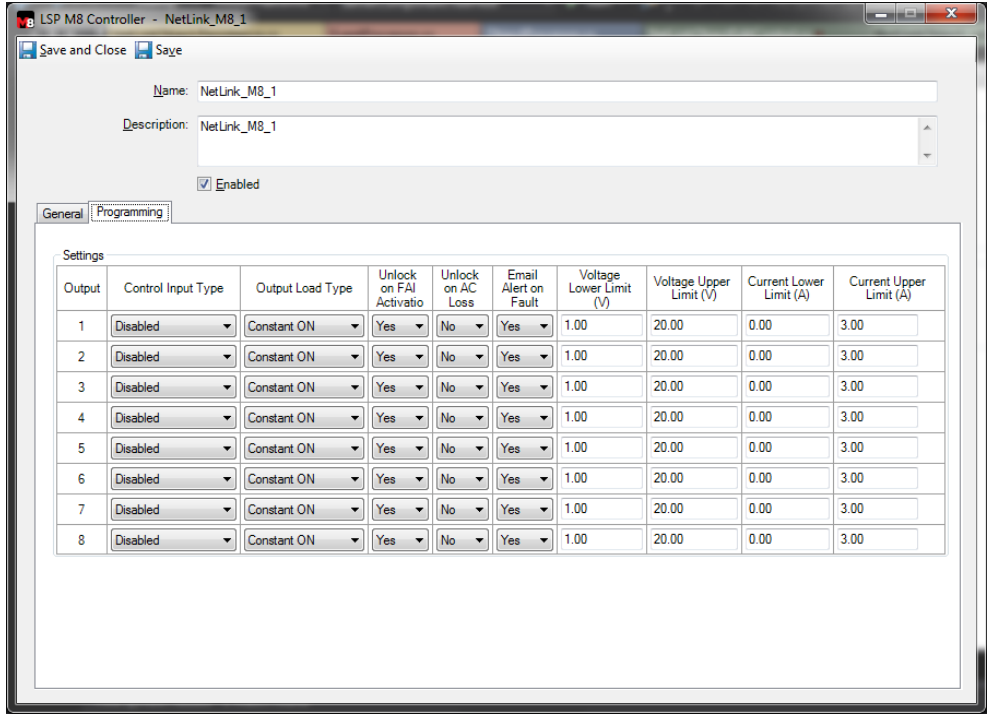 M8 LSP M8 Controller - NetLink_M8_1
Save and Close Save
Name: NetLink_M8_1
Description: NetLink_M8_1
Enabled
General Programming
Settings
Output Control Input Type Output Load Type Unlock on FAI Activatio Unlock on AC Loss Email Alert on Fault Voltage Lower Limit (V) Voltage Upper Limit (V) Current Lower Limit (A) Current Upper Limit (A)
1 Disabled Constant ON Yes No Yes 1.00 20.00 0.00 3.00
2 Disabled Constant ON Yes No Yes 1.00 20.00 0.00 3.00
3 Disabled Constant ON Yes No Yes 1.00 20.00 0.00 3.00
4 Disabled Constant ON Yes No Yes 1.00 20.00 0.00 3.00
5 Disabled Constant ON Yes No Yes 1.00 20.00 0.00 3.00
6 Disabled Constant ON Yes No Yes 1.00 20.00 0.00 3.00
7 Disabled Constant ON Yes No Yes 1.00 20.00 0.00 3.00
8 Disabled Constant ON Yes No Yes 1.00 20.00 0.00 3.00